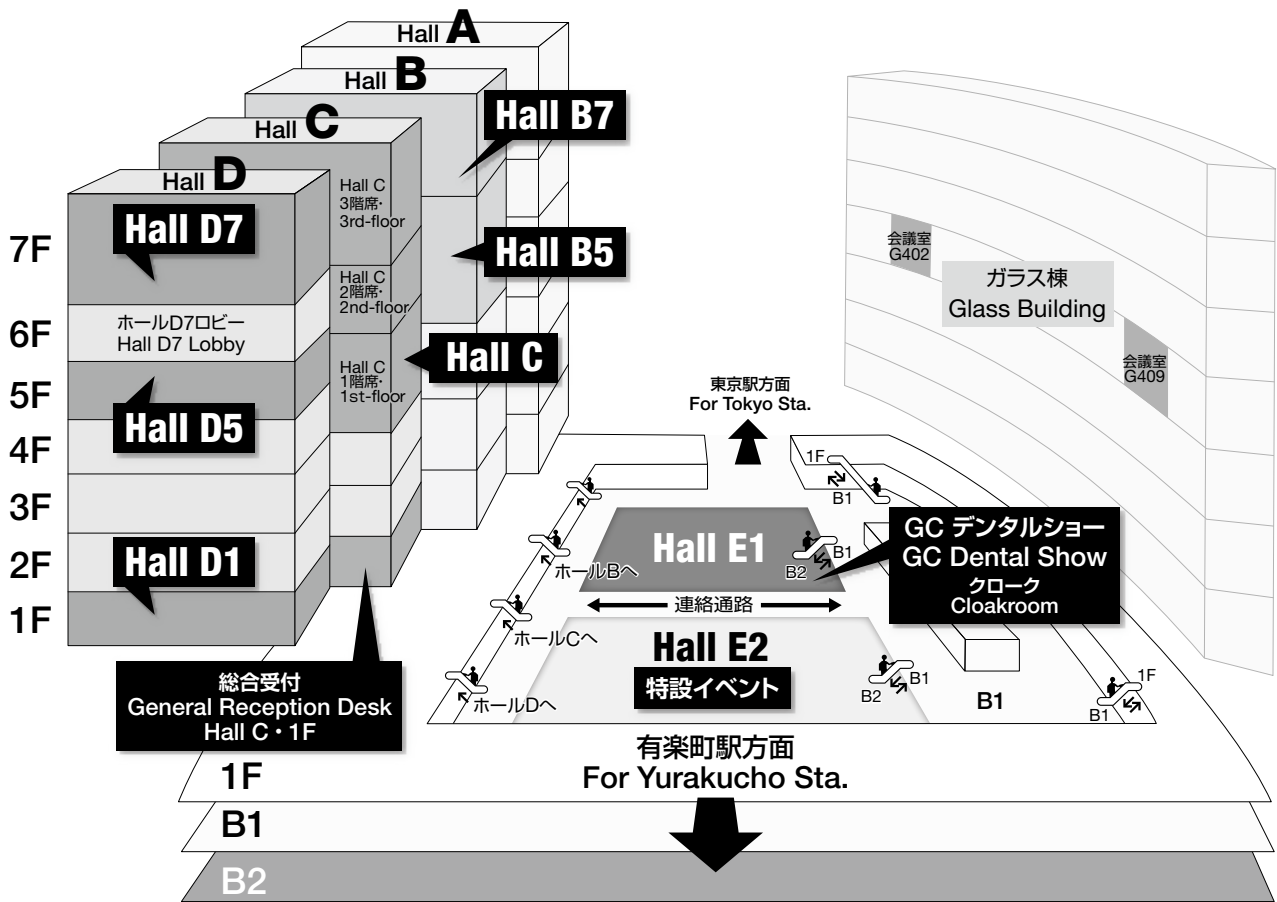 Hall A
Hall B
Hall C
Hall D
Hall B7
Hall B5
Hall C
Hall C
3階席・
3rd-floor
Hall C
2階席・
2nd-floor
Hall C
1階席・
1st-floor
7F
6F
5F
4F
3F
2F
1F
Hall D7
ホールD7ロビー
Hall D7 Lobby
Hall D5
Hall D1
総合受付
General Reception Desk
Hall C・1F
会議室
G402
ガラス棟
Glass Building
会議室
G409
東京駅方面
For Tokyo Sta.
1F
B1
Hall E1
B1
B2
GC デンタルショー
GC Dental Show
クローク
Cloakroom
ホールBへ
連絡通路
ホールCへ
Hall E2
特設イベント
B1
B2
ホールDへ
B1
1F
B1
有楽町駅方面
For Yurakucho Sta.
1F
B1
B2